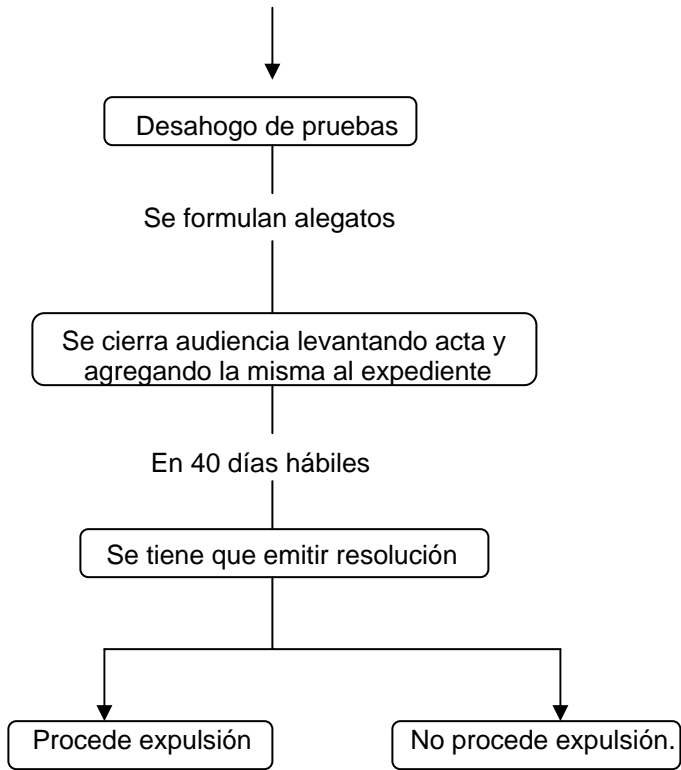 Desahogo de pruebas
Se formulan alegatos
Se cierra audiencia levantando acta y
agregando la misma al expediente
En 40 días hábiles
Se tiene que emitir resolución
Procede expulsión
No procede expulsión.